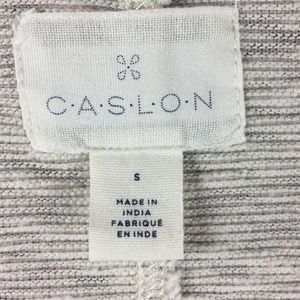 C·A·S·L·O·N
S
MADE IN
INDIA
FABRIQUÉ
EN INDE